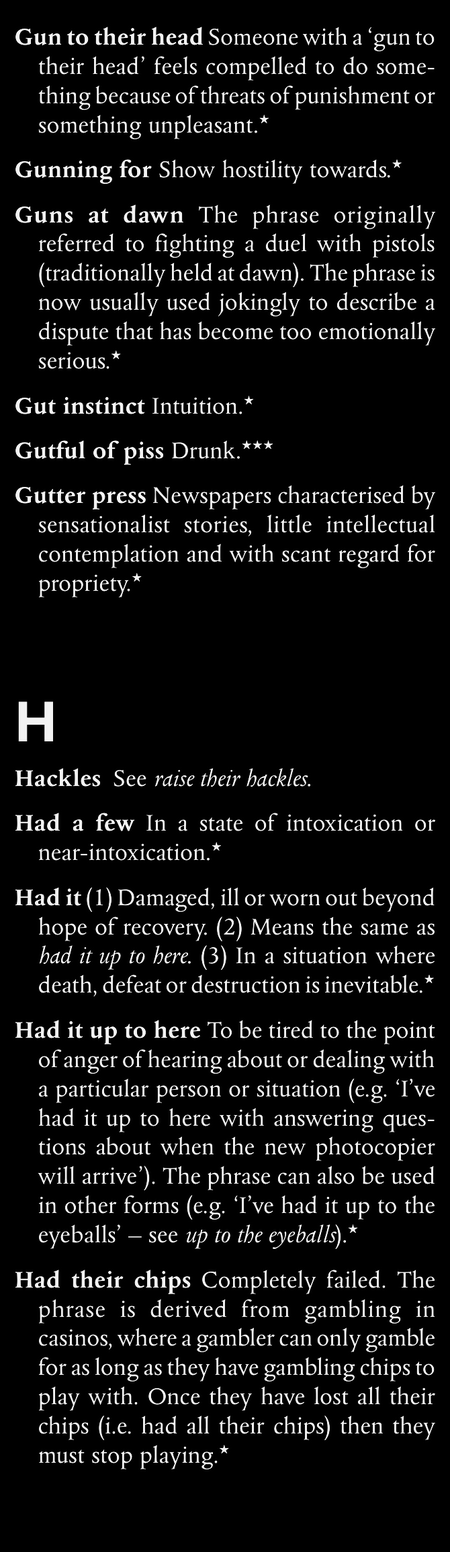 Gun to their head Someone with a ‘gun to
their head’ feels compelled to do some-
thing because of threats of punishment or
something unpleasant.★
Gunning for Show hostility towards.★
Guns at dawn The phrase originally
referred to fighting a duel with pistols
(traditionally held at dawn). The phrase is
now usually used jokingly to describe a
dispute that has become too emotionally
serious.★
Gut instinct Intuition.★
Gutful of piss Drunk.★★★
Gutter press Newspapers characterised by
sensationalist stories, little intellectual
contemplation and with scant regard for
propriety.★
H
Hackles See raise their hackles.
Had a few In a state of intoxication or
near-intoxication.★
Had it (1) Damaged, ill or worn out beyond
hope of recovery. (2) Means the same as
had it up to here. (3) In a situation where
death, defeat or destruction is inevitable.★
Had it up to here To be tired to the point
of anger of hearing about or dealing with
a particular person or situation (e.g. ‘I’ve
had it up to here with answering ques-
tions about when the new photocopier
will arrive’). The phrase can also be used
in other forms (e.g. ‘I’ve had it up to the
eyeballs’ – see up to the eyeballs).★
Had their chips Completely failed. The
phrase is derived from gambling in
casinos, where a gambler can only gamble
for as long as they have gambling chips to
play with. Once they have lost all their
chips (i.e. had all their chips) then they
must stop playing.★